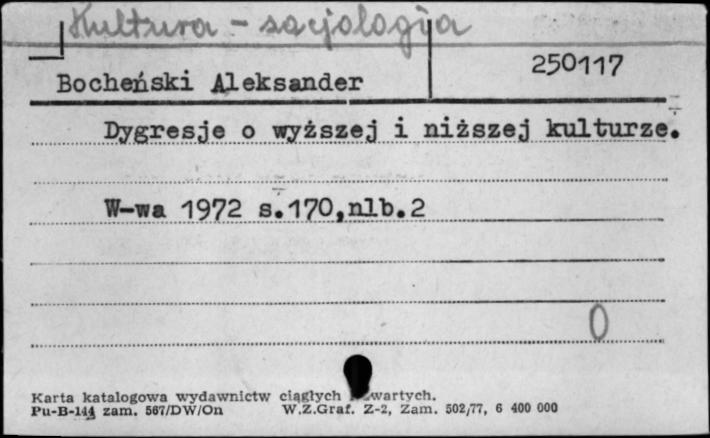 Kultura - socjologia
Bocheński Aleksander
250117
Dygresje o wyższej i niższej kulturze.
W-wa 1972 s.170,nlb.2
0
Karta katalogowa wydawnictw ciągłych zwartych.
Pu-B-144 zam. 567/DW/On W.Z.Graf. Z-2, Zam. 502/77, 6 400 000